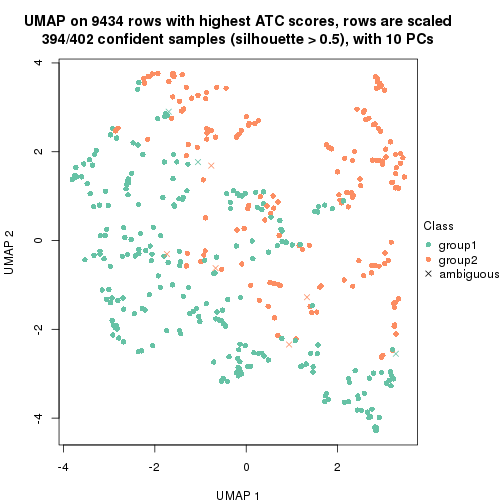 UMAP on 9434 rows with highest ATC scores, rows are scaled
394/402 confident samples (silhouette > 0.5), with 10 PCs
4
2
0
-2
-4
UMAP 2
-4
-2
0
2
UMAP 1
Class
group1
group2
ambiguous